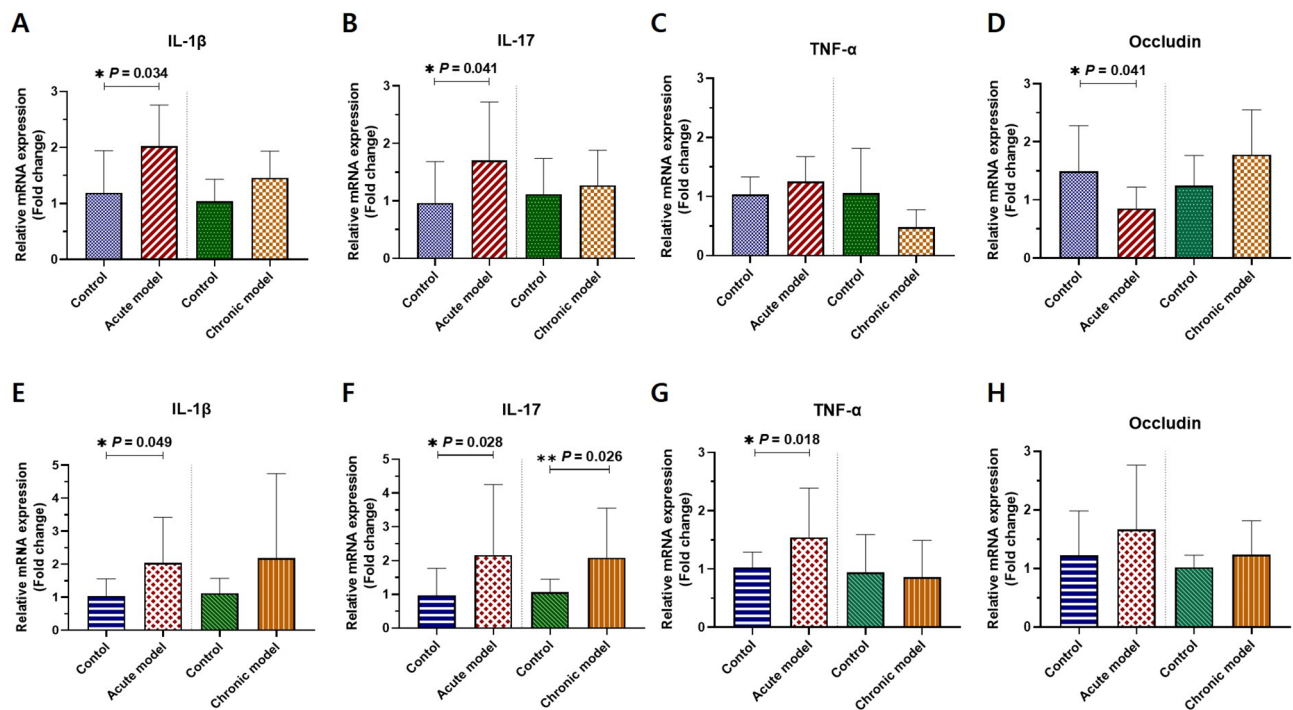 A
IL-1β
* P = 0.034
Relative mRNA expression
(Fold change)
3
2
1
0
Control
Acute model
Control
Chronic model
B
IL-17
* P = 0.041
Relative mRNA expression
(Fold change)
3
2
1
0
Control
Acute model
Control
Chronic model
C
TNF-α
Relative mRNA expression
(Fold change)
3
2
1
0
Control
Acute model
Control
Chronic model
D
Occludin
* P = 0.041
Relative mRNA expression
(Fold change)
3
2
1
0
Control
Acute model
Control
Chronic model
E
IL-1β
* P = 0.049
Relative mRNA expression
(Fold change)
5
4
3
2
1
0
Contol
Acute model
Control
Chronic model
F
IL-17
* P = 0.028
** P = 0.026
Relative mRNA expression
(Fold change)
5
4
3
2
1
0
Control
Acute model
Control
Chronic model
G
TNF-α
* P = 0.018
Relative mRNA expression
(Fold change)
3
2
1
0
Contol
Acute model
Control
Chronic model
H
Occludin
Relative mRNA expression
(Fold change)
3
2
1
0
Control
Acute model
Control
Chronic model